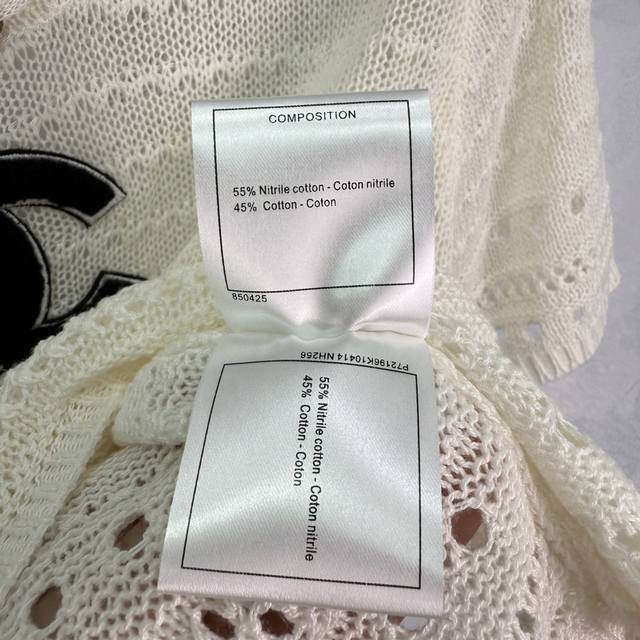 COMPOSITION
55% Nitrile cotton - Coton nitrile
45% Cotton - Coton
850425
P72196K10414 NH266
55% Nitrile cotton - Coton nitrile
45% Cotton - Coton